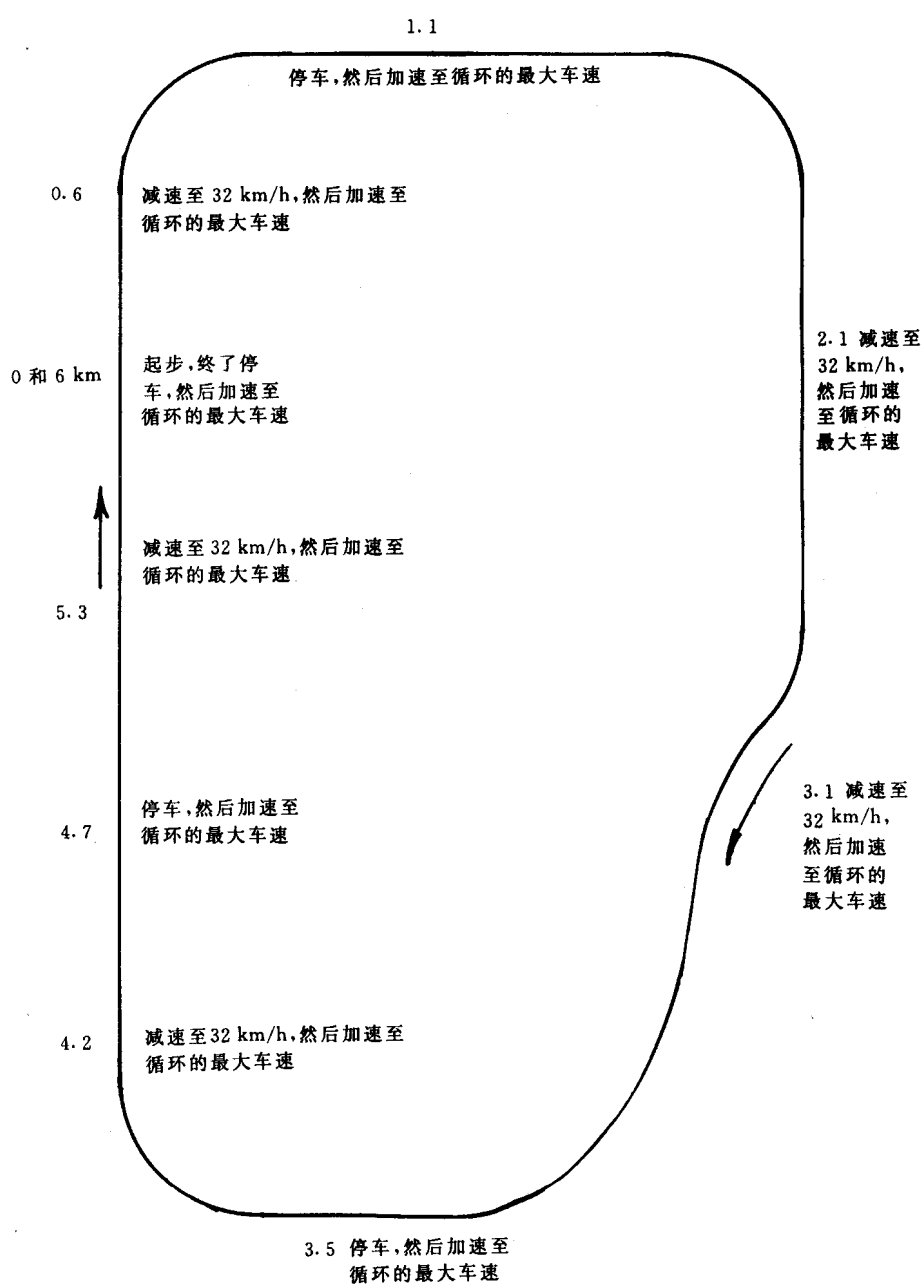 1.1
停车,然后加速至循环的最大车速
0.6
减速至 32 km/h,然后加速至
循环的最大车速
0 和 6 km
起步,终了停
车,然后加速至
循环的最大车速
2.1 减速至
32 km/h,
然后加速
至循环的
最大车速
减速至 32 km/h,然后加速至
循环的最大车速
5.3
停车,然后加速至
循环的最大车速
4.7
3.1 减速至
32 km/h,
然后加速
至循环的
最大车速
4.2
减速至32 km/h,然后加速至
循环的最大车速
3.5 停车,然后加速至
循环的最大车速